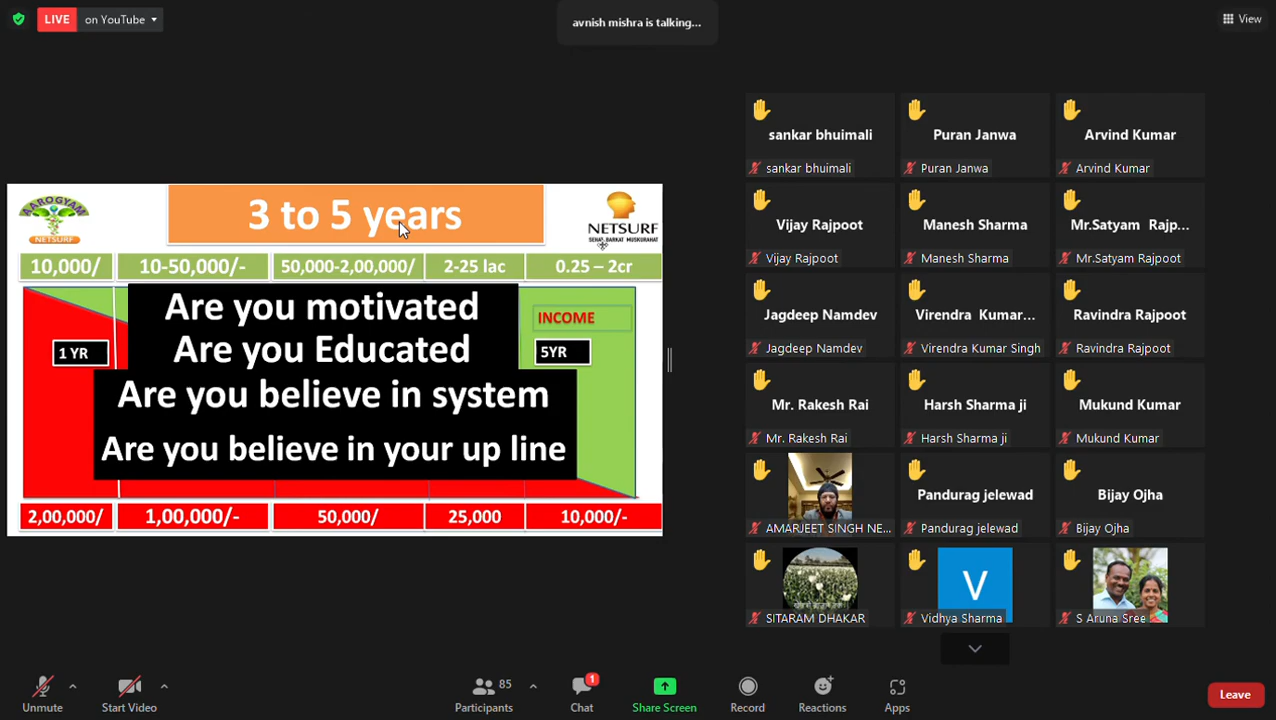 LIVE on YouTube
avnish mishra is talking...
View
AAROGYAM
NETSURF
3 to 5 years
NETSURF
SEHAT BARKAT MUSKURAHAT
10,000/ 10-50,000/- 50,000-2,00,000/ 2-25 lac 0.25 – 2cr
Are you motivated
INCOME
1 YR
Are you Educated
5YR
Are you believe in system
Are you believe in your up line
2,00,000/ 1,00,000/- 50,000/ 25,000 10,000/-
sankar bhuimali
sankar bhuimali
Puran Janwa
Puran Janwa
Arvind Kumar
Arvind Kumar
Vijay Rajpoot
Vijay Rajpoot
Manesh Sharma
Manesh Sharma
Mr.Satyam Rajp...
Mr.Satyam Rajpoot
Jagdeep Namdev
Jagdeep Namdev
Virendra Kumar...
Virendra Kumar Singh
Ravindra Rajpoot
Ravindra Rajpoot
Mr. Rakesh Rai
Mr. Rakesh Rai
Harsh Sharma ji
Harsh Sharma ji
Mukund Kumar
Mukund Kumar
AMARJEET SINGH NE...
Pandurag jelewad
Pandurag jelewad
Bijay Ojha
Bijay Ojha
SITARAM DHAKAR
V
Vidhya Sharma
S Aruna Sree
Unmute
Start Video
85
Participants
1
Chat
Share Screen
Record
Reactions
Apps
Leave